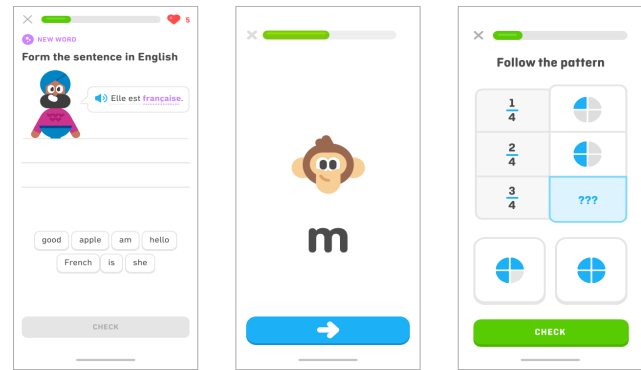 5
NEW WORD
Form the sentence in English
Elle est française.
good apple am hello
French is she
CHECK
m
Follow the pattern
1/4
2/4
3/4
???
CHECK